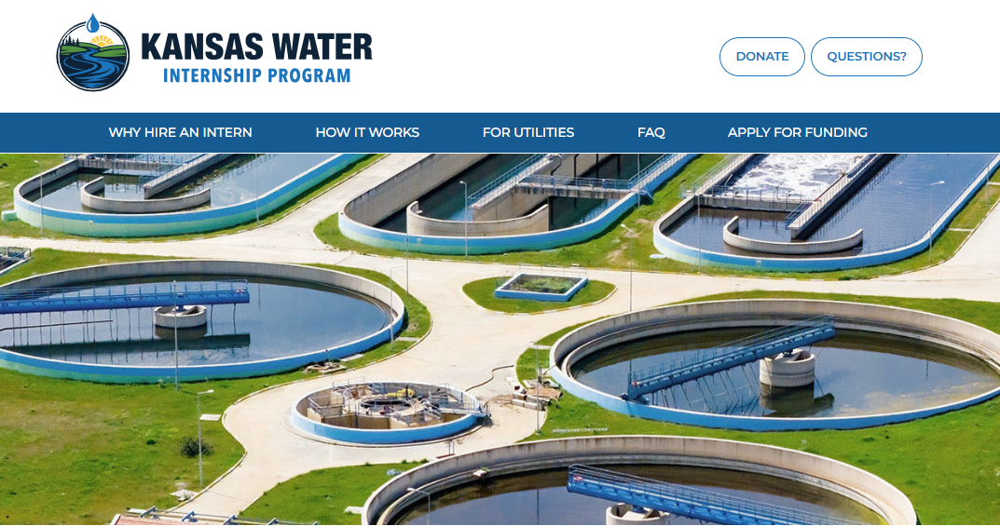 KANSAS WATER
INTERNSHIP PROGRAM
DONATE
QUESTIONS?
WHY HIRE AN INTERN
HOW IT WORKS
FOR UTILITIES
FAQ
APPLY FOR FUNDING